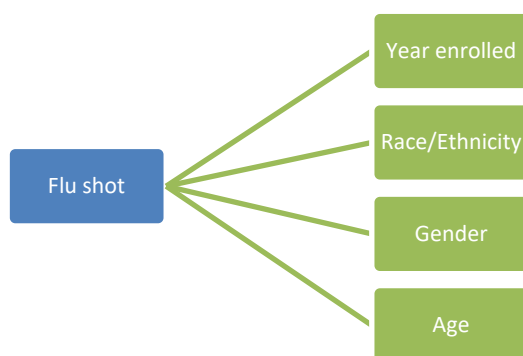 Year enrolled
Race/Ethnicity
Flu shot
Gender
Age